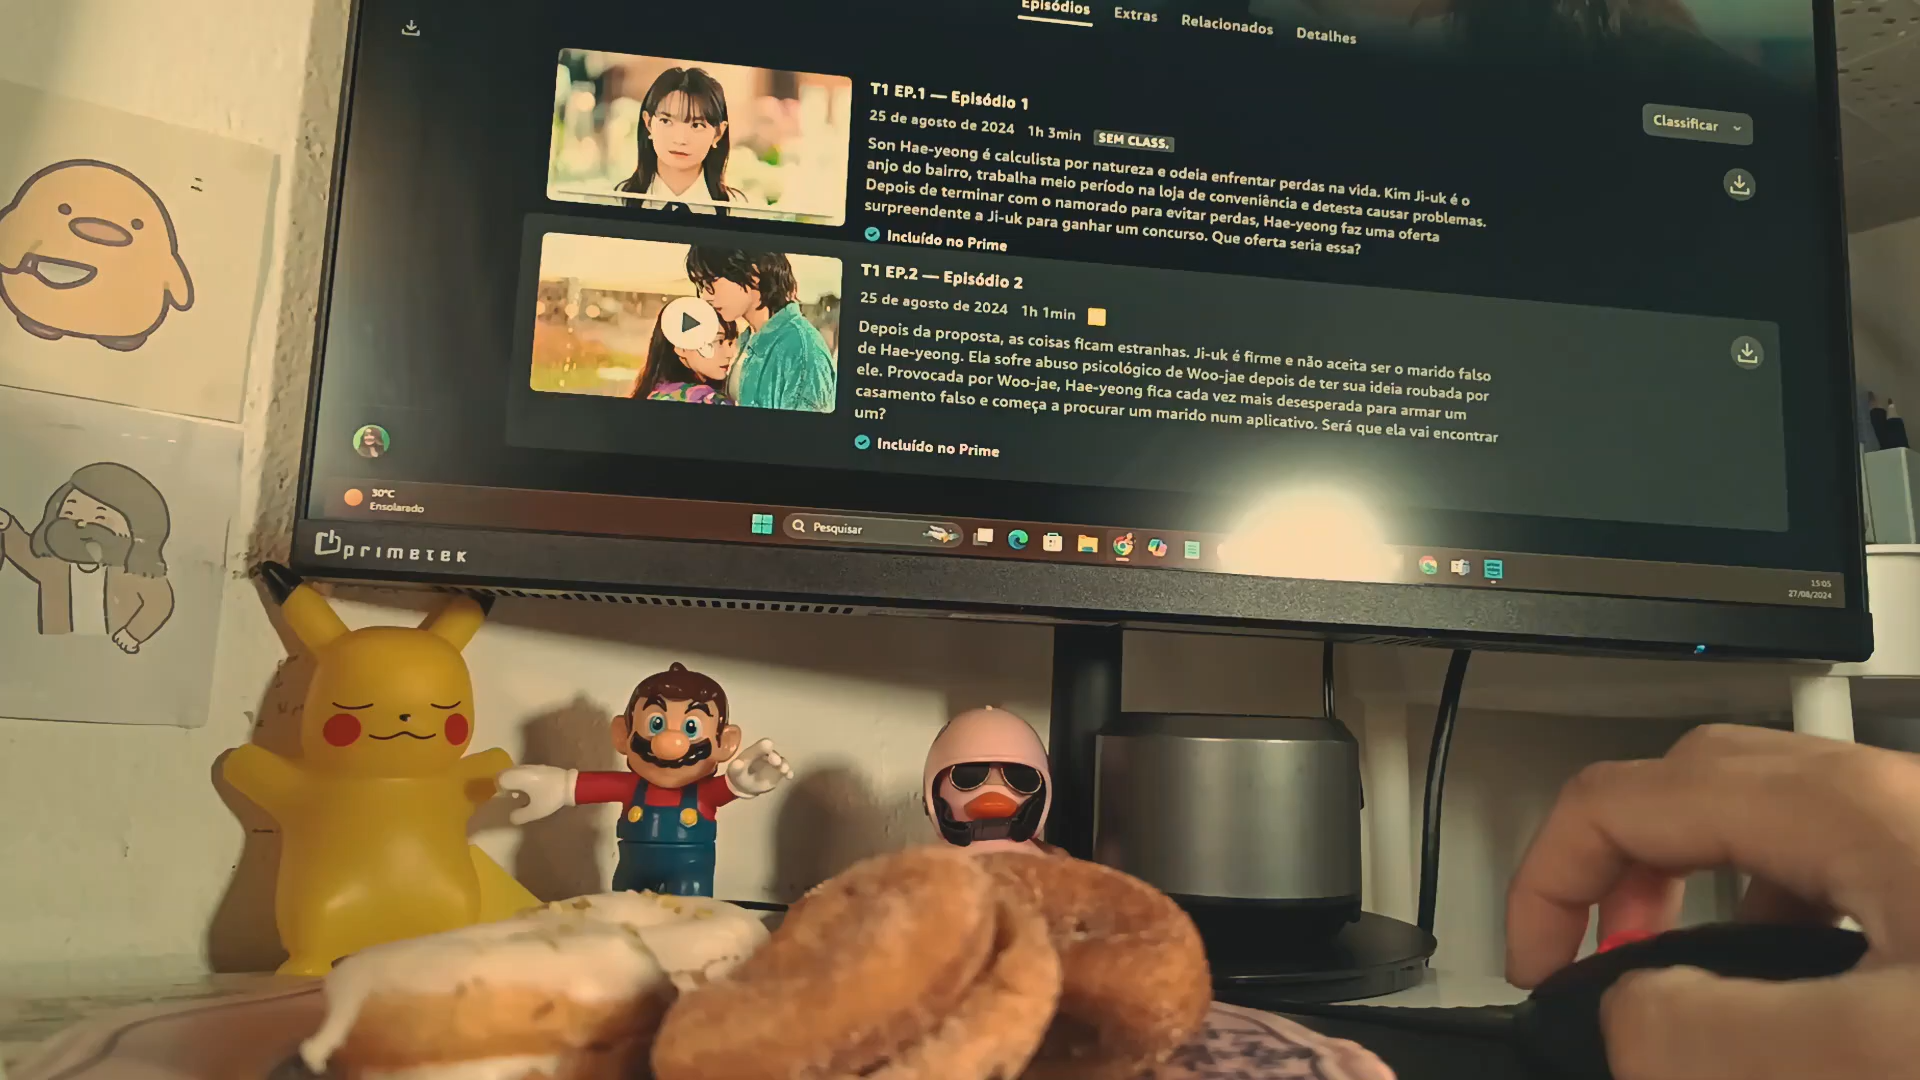 Episódios
Extras
Relacionados
Detalhes
T1 EP.1 — Episódio 1
25 de agosto de 2024 1h 3min SEM CLASS.
Son Hae-yeong é calculista por natureza e odeia enfrentar perdas na vida. Kim Ji-uk é o
anjo do bairro, trabalha meio período na loja de conveniência e detesta causar problemas.
Depois de terminar com o namorado para evitar perdas, Hae-yeong faz uma oferta
surpreendente a Ji-uk para ganhar um concurso. Que oferta seria essa?
Incluído no Prime
Classificar
T1 EP.2 — Episódio 2
25 de agosto de 2024 1h 1min
Depois da proposta, as coisas ficam estranhas. Ji-uk é firme e não aceita ser o marido falso
de Hae-yeong. Ela sofre abuso psicológico de Woo-jae depois de ter sua ideia roubada por
ele. Provocada por Woo-jae, Hae-yeong fica cada vez mais desesperada para armar um
casamento falso e começa a procurar um marido num aplicativo. Será que ela vai encontrar
um?
Incluído no Prime
30°C
Ensolarado
Pesquisar
15:05
27/08/2024
primetek